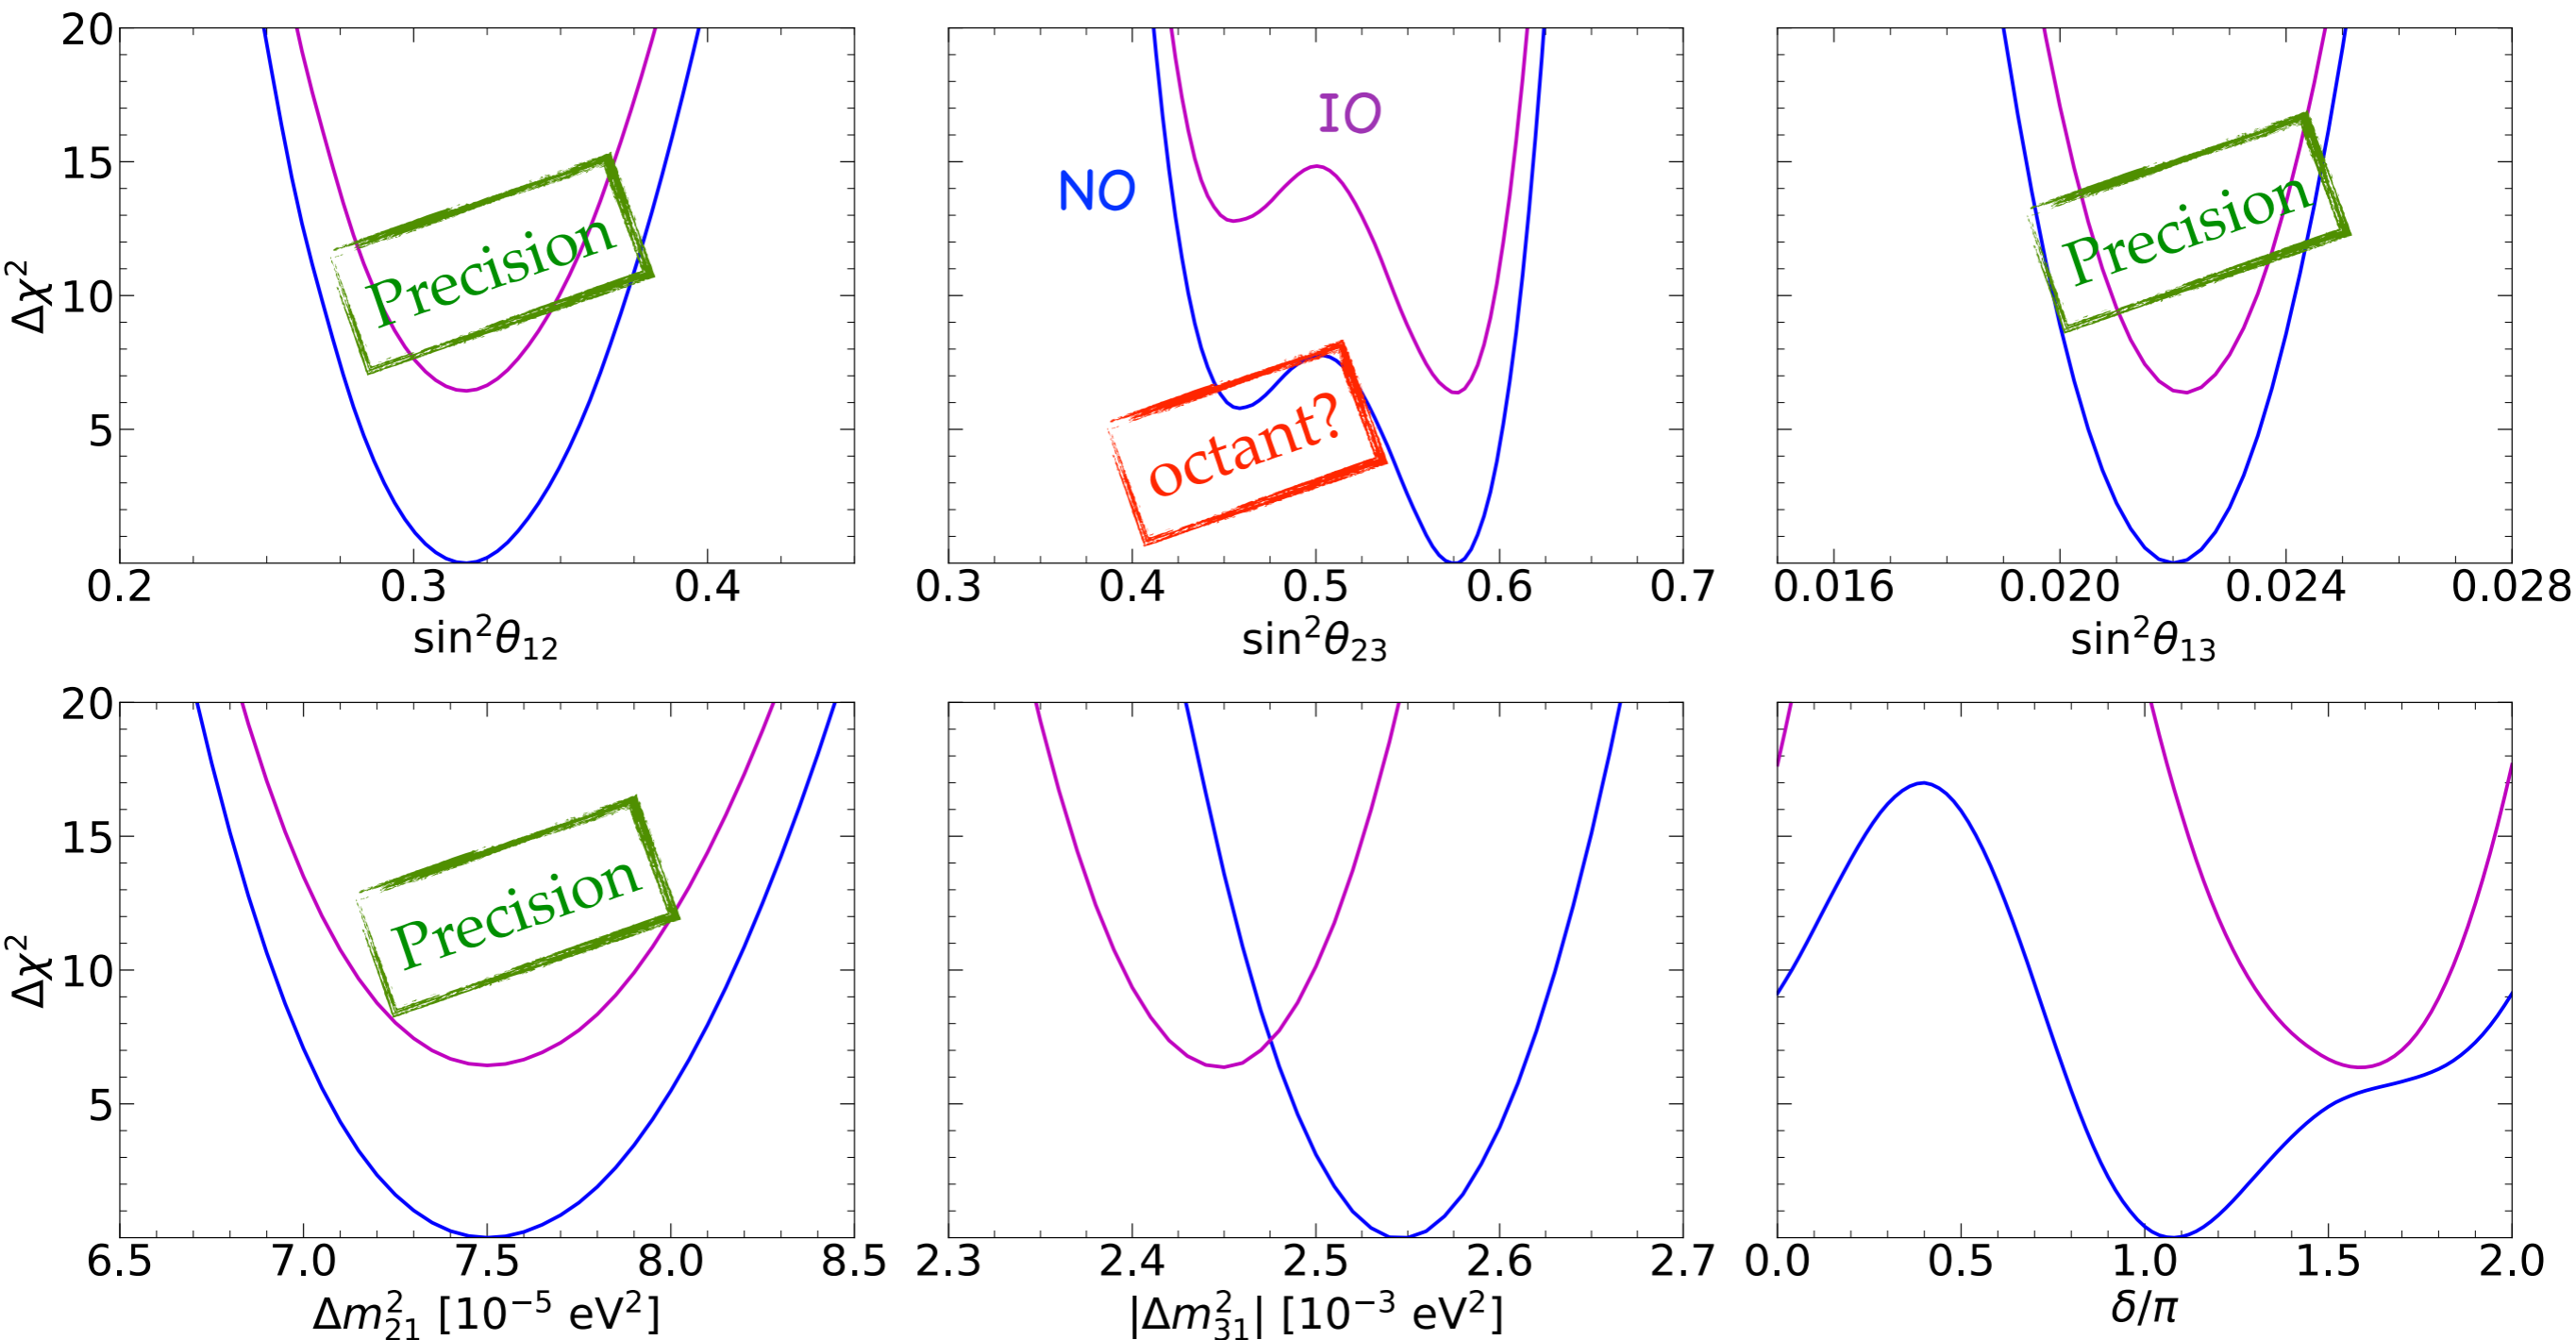 20
15
10
5
Δχ²
0.2 0.3 0.4
sin²θ₁₂
Precision
NO
IO
octant?
0.3 0.4 0.5 0.6 0.7
sin²θ₂₃
Precision
0.016 0.020 0.024 0.028
sin²θ₁₃
20
15
10
5
Δχ²
Precision
6.5 7.0 7.5 8.0 8.5
Δm²₂₁ [10⁻⁵ eV²]
2.3 2.4 2.5 2.6 2.7
|Δm²₃₁| [10⁻³ eV²]
0.0 0.5 1.0 1.5 2.0
δ/π